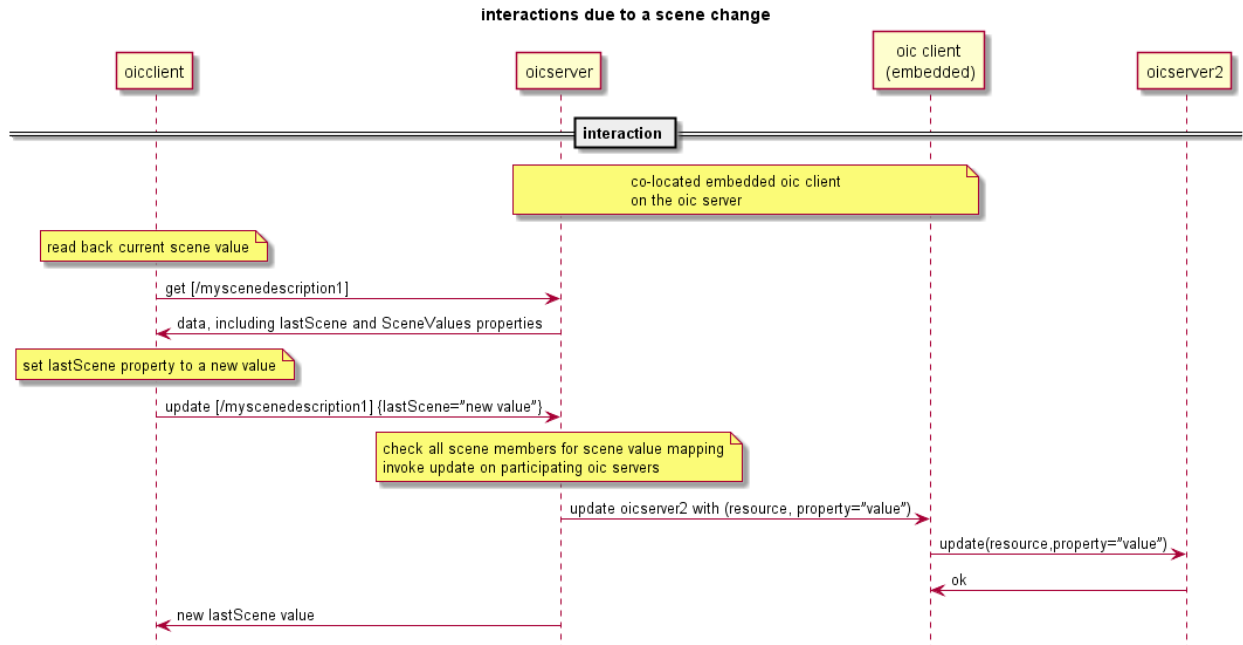 interactions due to a scene change
oicclient
oicserver
oic client
(embedded)
oicserver2
interaction
co-located embedded oic client
on the oic server
read back current scene value
get [/myscenedescription1]
data, including lastScene and SceneValues properties
set lastScene property to a new value
update [/myscenedescription1] {lastScene="new value"}
check all scene members for scene value mapping
invoke update on participating oic servers
update oicserver2 with (resource, property="value")
update(resource,property="value")
ok
new lastScene value